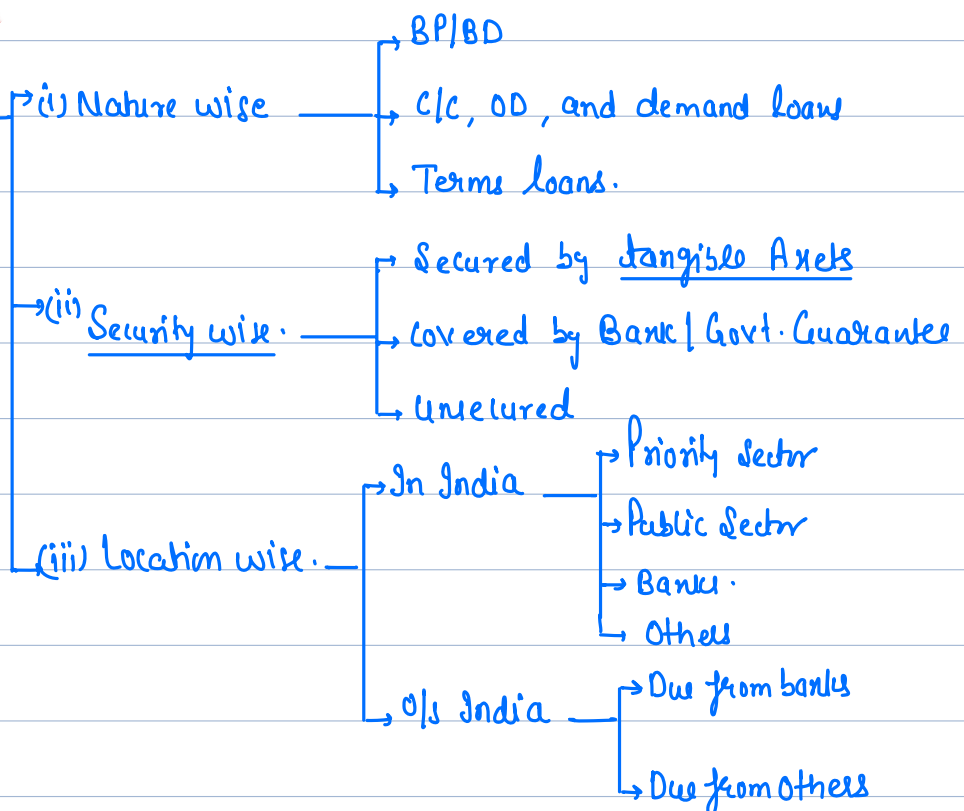 BP/BD
(i) Nature wise
C/C, OD, and demand loans
Terms loans.
Secured by tangible Assets
(ii) Security wise.
Covered by Bank / Govt. Guarantee
Unsecured
Priority Sector
In India
Public Sector
(iii) Location wise.
Banks.
Others
Due from banks
O/s India
Due from Others